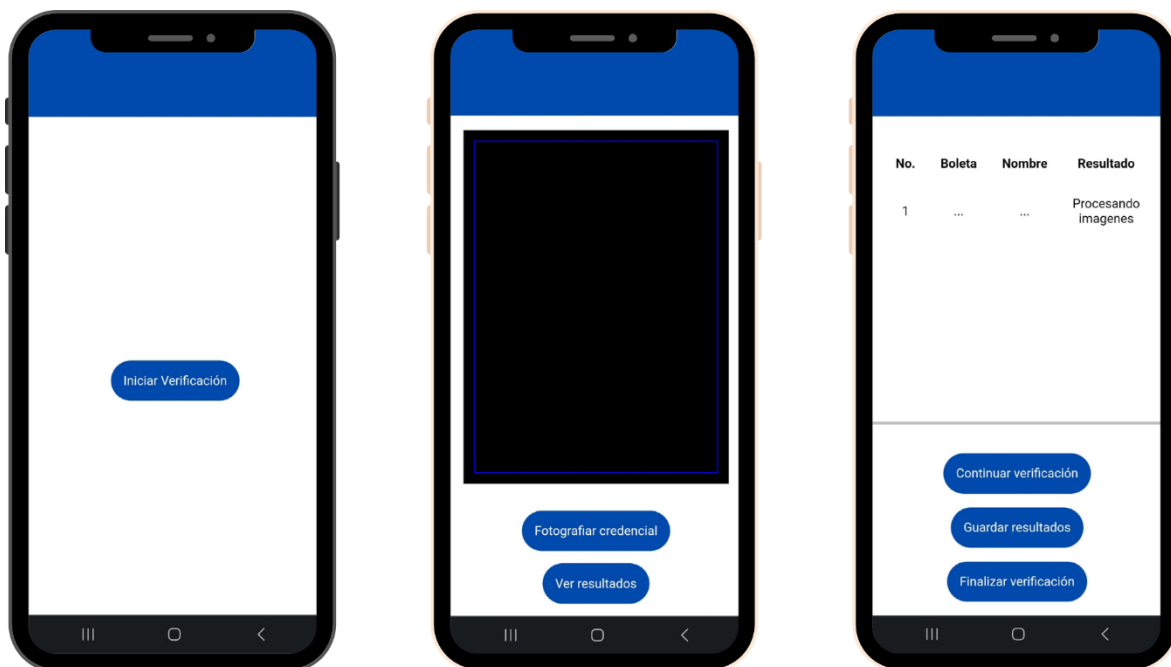 Iniciar Verificación
Fotografiar credencial
Ver resultados
No. Boleta Nombre Resultado
1 ... ... Procesando
imagenes
Continuar verificación
Guardar resultados
Finalizar verificación